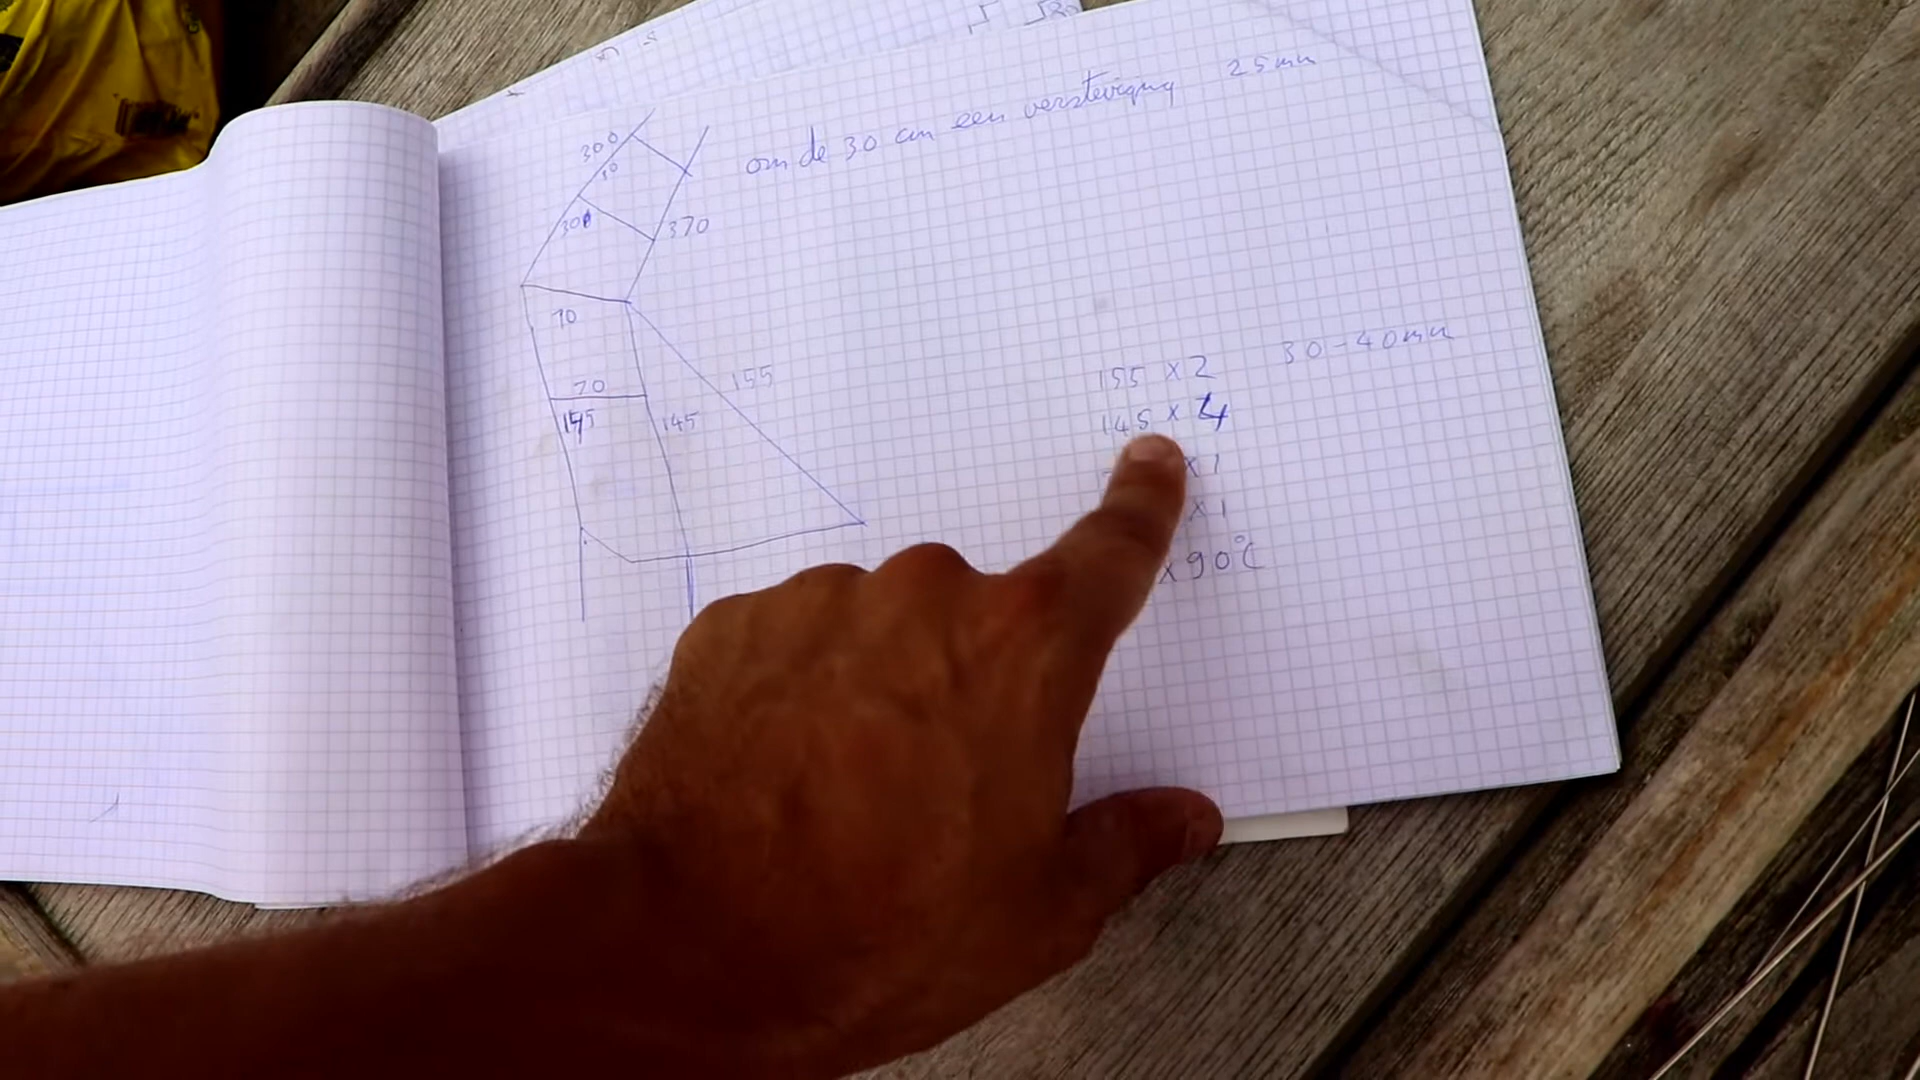 om de 30 cm een versteviging 25mm
300
10
300
370
70
70
155
145
145
155 x 2 30-40mm
145 x 4
x 1
x 1
x 90°C